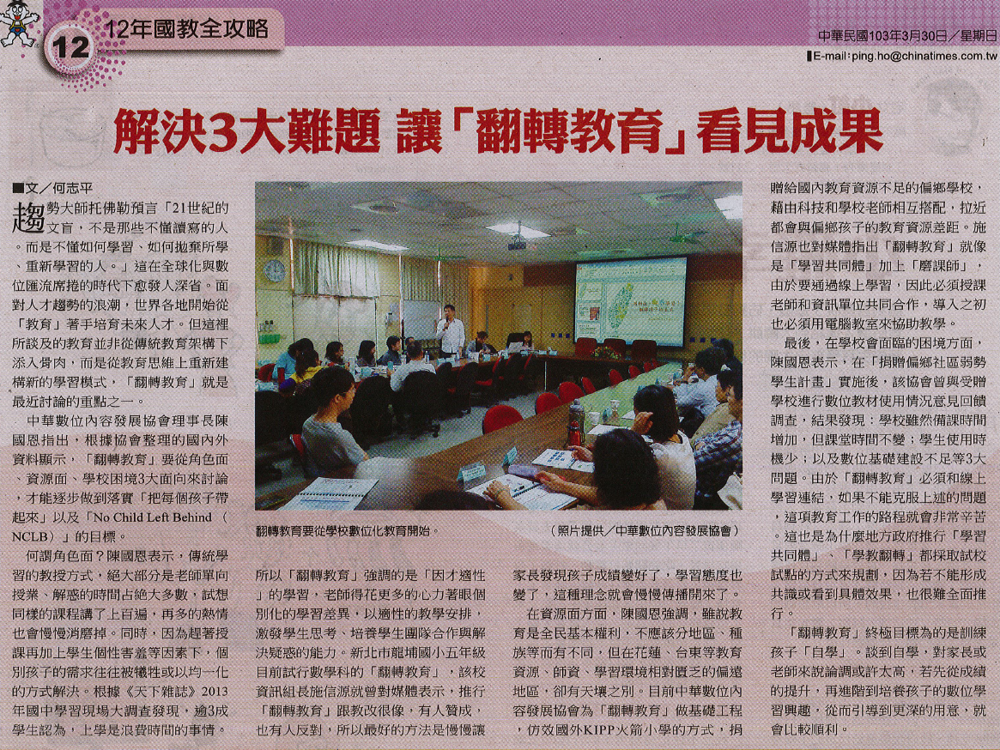 12
12年國教全攻略
中華民國103年3月30日／星期日
E-mail：ping.ho@chinatimes.com.tw
解決3大難題 讓「翻轉教育」看見成果
■文／何志平
趨勢大師托佛勒預言「21世紀的
文盲，不是那些不懂讀寫的人
。而是不懂如何學習、如何拋棄所學
、重新學習的人。」這在全球化與數
位匯流席捲的時代下愈發人深省。面
對人才趨勢的浪潮，世界各地開始從
「教育」著手培育未來人才。但這裡
所談及的教育並非從傳統教育架構下
添入骨肉，而是從教育思維上重新建
構新的學習模式，「翻轉教育」就是
最近討論的重點之一。
中華數位內容發展協會理事長陳
國恩指出，根據協會整理的國內外
資料顯示，「翻轉教育」要從角色面
、資源面、學校困境3大面向來討論
，才能逐步做到落實「把每個孩子帶
起來」以及「No Child Left Behind （
NCLB）」的目標。
何謂角色面？陳國恩表示，傳統學
習的教授方式，絕大部分是老師單向
授業、解惑的時間占絕大多數，試想
同樣的課程講了上百遍，再多的熱情
也會慢慢消磨掉。同時，因為趕著授
課再加上學生個性害羞等因素下，個
別孩子的需求往往被犧牲或以均一化
的方式解決。根據《天下雜誌》2013
年國中學習現場大調查發現，逾3成
學生認為，上學是浪費時間的事情。
翻轉教育要從學校數位化教育開始。
（照片提供／中華數位內容發展協會）
所以「翻轉教育」強調的是「因才適性
」的學習，老師得花更多的心力著眼個
別化的學習差異，以適性的教學安排，
激發學生思考、培養學生團隊合作與解
決疑惑的能力。新北市龍埔國小五年級
目前試行數學科的「翻轉教育」，該校
資訊組長施信源就曾對媒體表示，推行
「翻轉教育」跟教改很像，有人贊成，
也有人反對，所以最好的方法是慢慢讓
家長發現孩子成績變好了，學習態度也
變了，這種理念就會慢慢傳播開來了。
在資源面方面，陳國恩強調，雖說教
育是全民基本權利，不應該分地區、種
族等而有不同，但在花蓮、台東等教育
資源、師資、學習環境相對匱乏的偏遠
地區，卻有天壤之別。目前中華數位內
容發展協會為「翻轉教育」做基礎工程
，仿效國外KIPP火箭小學的方式，捐
贈給國內教育資源不足的偏鄉學校，
藉由科技和學校老師相互搭配，拉近
都會與偏鄉孩子的教育資源差距。施
信源也對媒體指出「翻轉教育」就像
是「學習共同體」加上「磨課師」，
由於要通過線上學習，因此必須授課
老師和資訊單位共同合作，導入之初
也必須用電腦教室來協助教學。
最後，在學校會面臨的困境方面，
陳國恩表示，在「捐贈偏鄉社區弱勢
學生計畫」實施後，該協會曾與受贈
學校進行數位教材使用情況意見回饋
調查，結果發現：學校雖然備課時間
增加，但課堂時間不變；學生使用時
機少；以及數位基礎建設不足等3大
問題。由於「翻轉教育」必須和線上
學習連結，如果不能克服上述的問題
，這項教育工作的路程就會非常辛苦
。這也是為什麼地方政府推行「學習
共同體」、「學教翻轉」都採取試校
試點的方式來規劃，因為若不能形成
共識或看到具體效果，也很難全面推
行。
「翻轉教育」終極目標為的是訓練
孩子「自學」。談到自學，對家長或
老師來說論調或許太高，若先從成績
的提升，再進階到培養孩子的數位學
習興趣，從而引導到更深的用意，就
會比較順利。